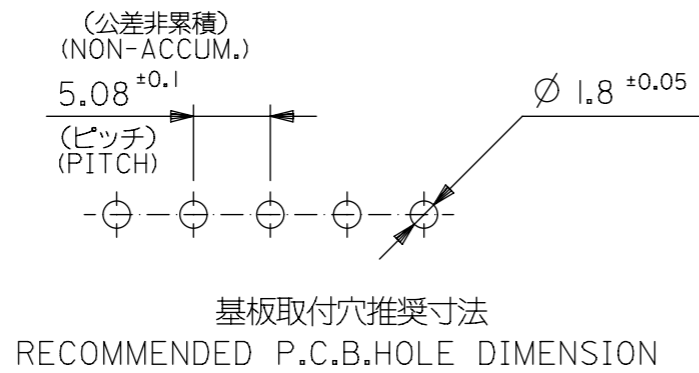 (公差非累積)
(NON-ACCUM.)
5.08 ±0.1
(ピッチ)
(PITCH)
∅ 1.8 ±0.05
基板取付穴推奨寸法
RECOMMENDED P.C.B.HOLE DIMENSION